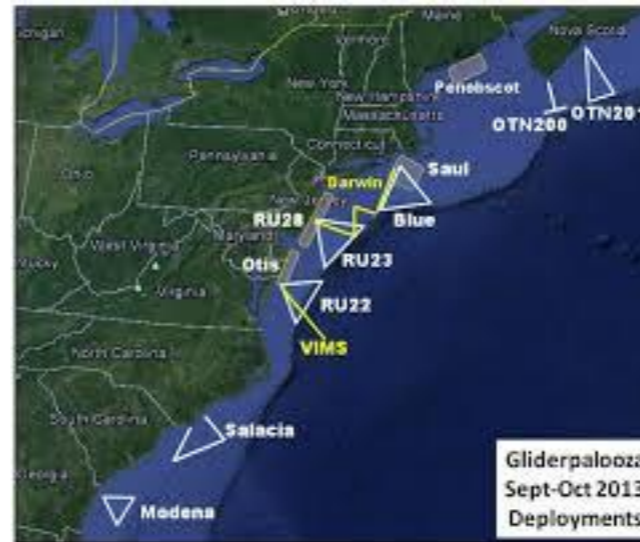 Michigan
Maine
Vermont
Nova Scotia
New York
New Hampshire
Penobscot
Massachusetts
OTN200
OTN201
Connecticut
Pennsylvania
Ohio
Saul
Darwin
New Jersey
Blue
RU28
Maryland
West Virginia
RU23
Otis
Virginia
RU22
VIMS
North Carolina
South Carolina
Salacia
Georgia
Modena
Gliderpalooza
Sept-Oct 2013
Deployments